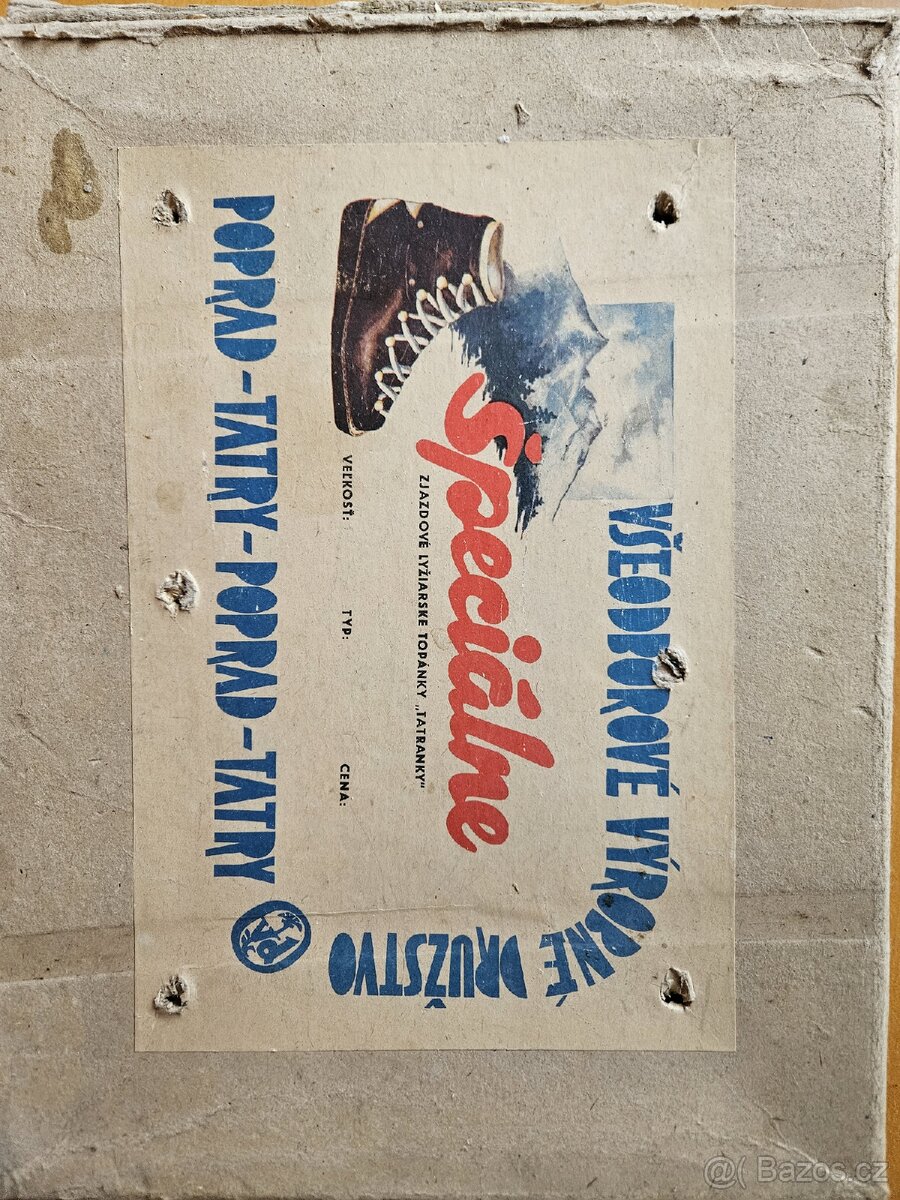 VŠEODBOROVÉ VÝROBNÉ DRUŽSTVO
Špeciálne
ZJAZDOVÉ LYŽIARSKE TOPÁNKY „TATRANKY“
VEĽKOSŤ: TYP: CENA:
POPRAD - TATRY - POPRAD - TATRY
@( Bazos.cz